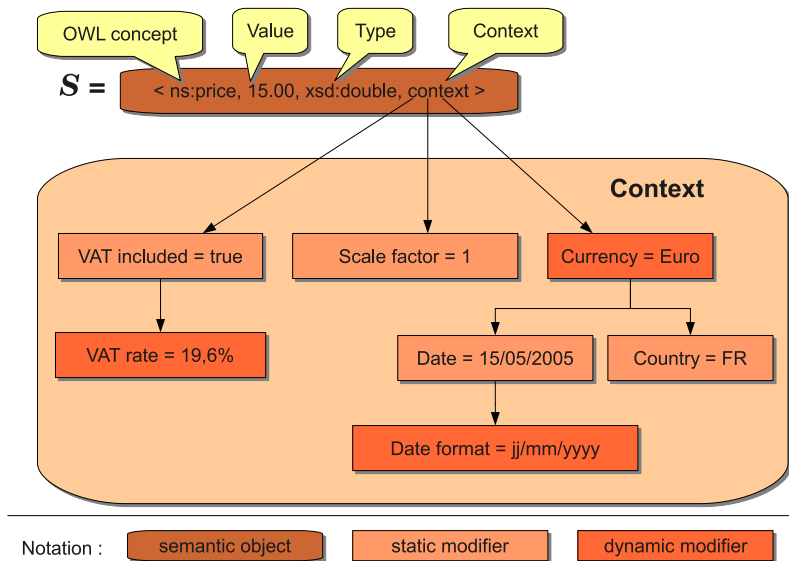 OWL concept
Value
Type
Context
S =
< ns:price, 15.00, xsd:double, context >
Context
VAT included = true
Scale factor = 1
Currency = Euro
VAT rate = 19,6%
Date = 15/05/2005
Country = FR
Date format = jj/mm/yyyy
Notation :
semantic object
static modifier
dynamic modifier